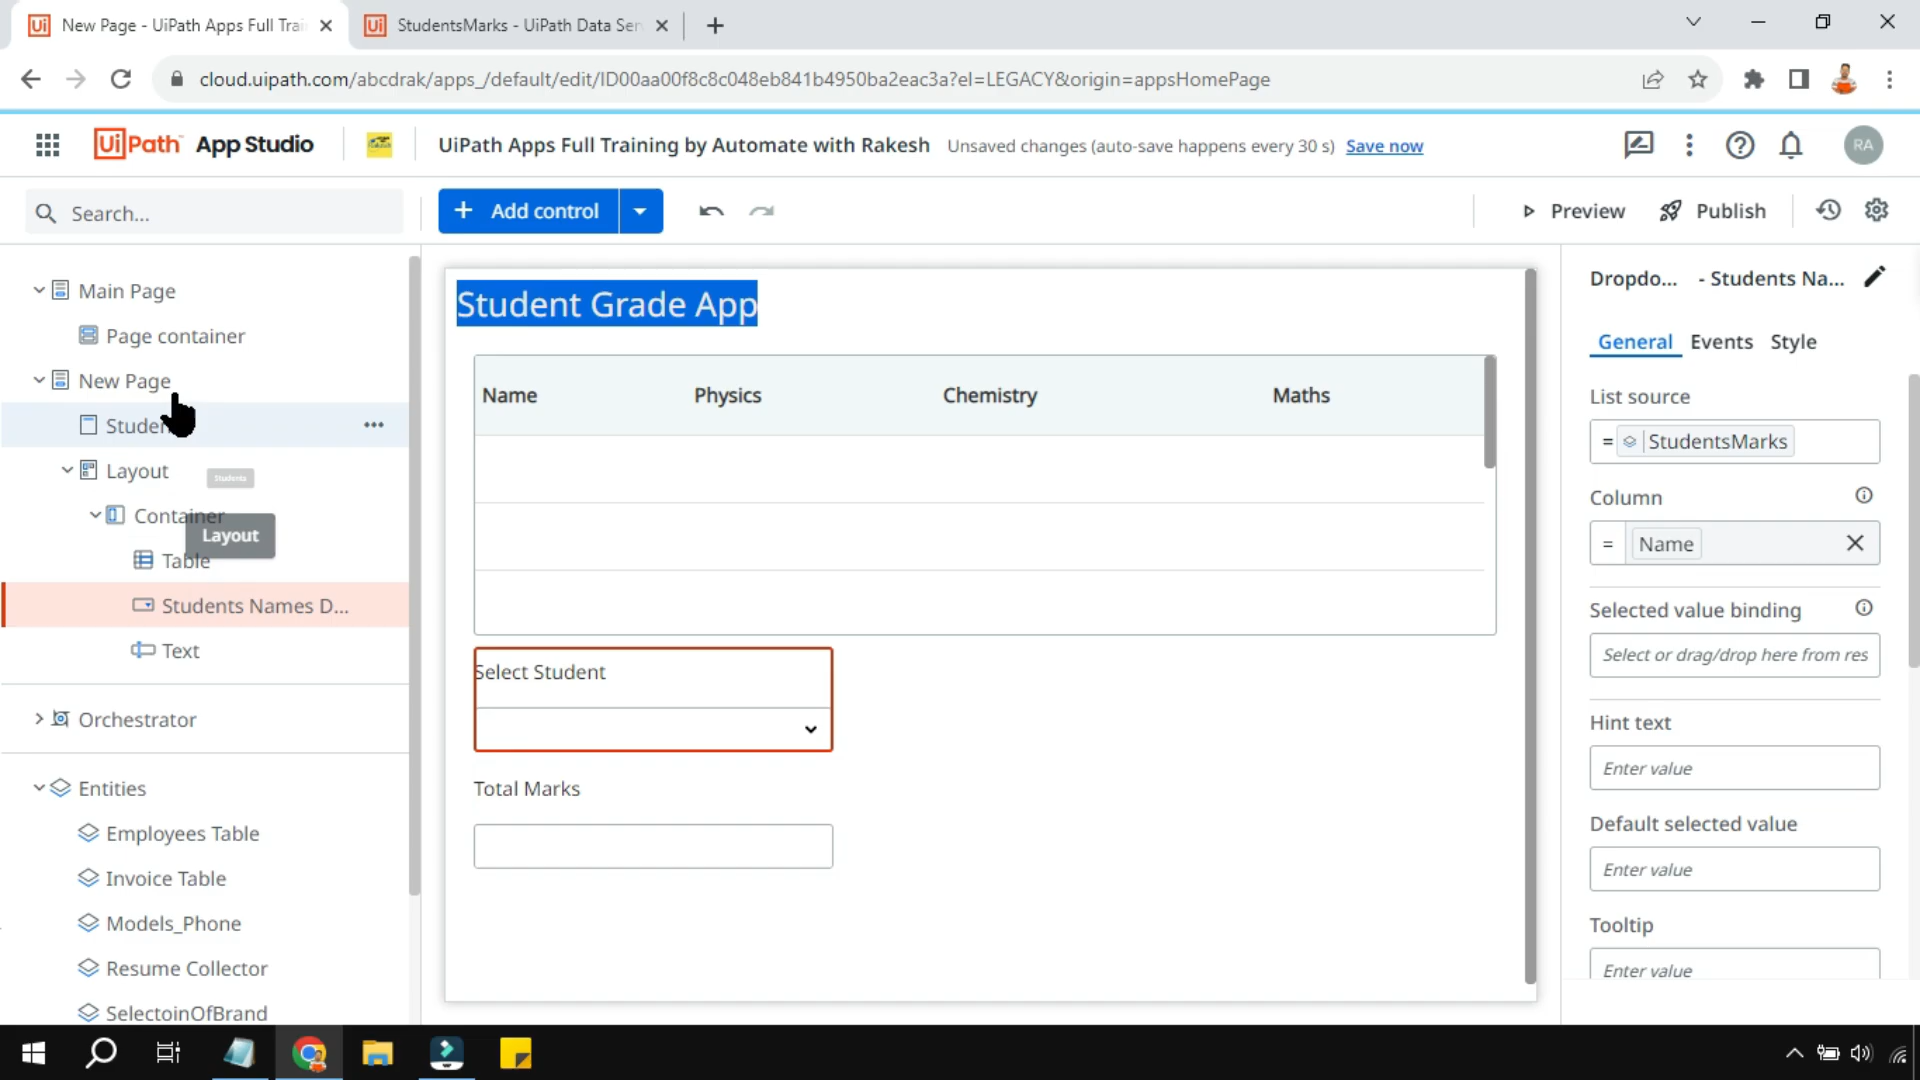 New Page - UiPath Apps Full Trai
StudentsMarks - UiPath Data Ser
cloud.uipath.com/abcdrak/apps_/default/edit/ID00aa00f8c8c048eb841b4950ba2eac3a?el=LEGACY&origin=appsHomePage
UiPath App Studio
UiPath Apps Full Training by Automate with Rakesh
Unsaved changes (auto-save happens every 30 s) Save now
RA
Search...
+ Add control
Preview
Publish
Main Page
Page container
New Page
Studen
Layout
Students
Container
Layout
Table
Students Names D...
Text
Orchestrator
Entities
Employees Table
Invoice Table
Models_Phone
Resume Collector
SelectoinOfBrand
Student Grade App
Name Physics Chemistry Maths
Select Student
Total Marks
Dropdo... - Students Na...
General Events Style
List source
= StudentsMarks
Column
= Name
Selected value binding
Select or drag/drop here from res
Hint text
Enter value
Default selected value
Enter value
Tooltip
Enter value